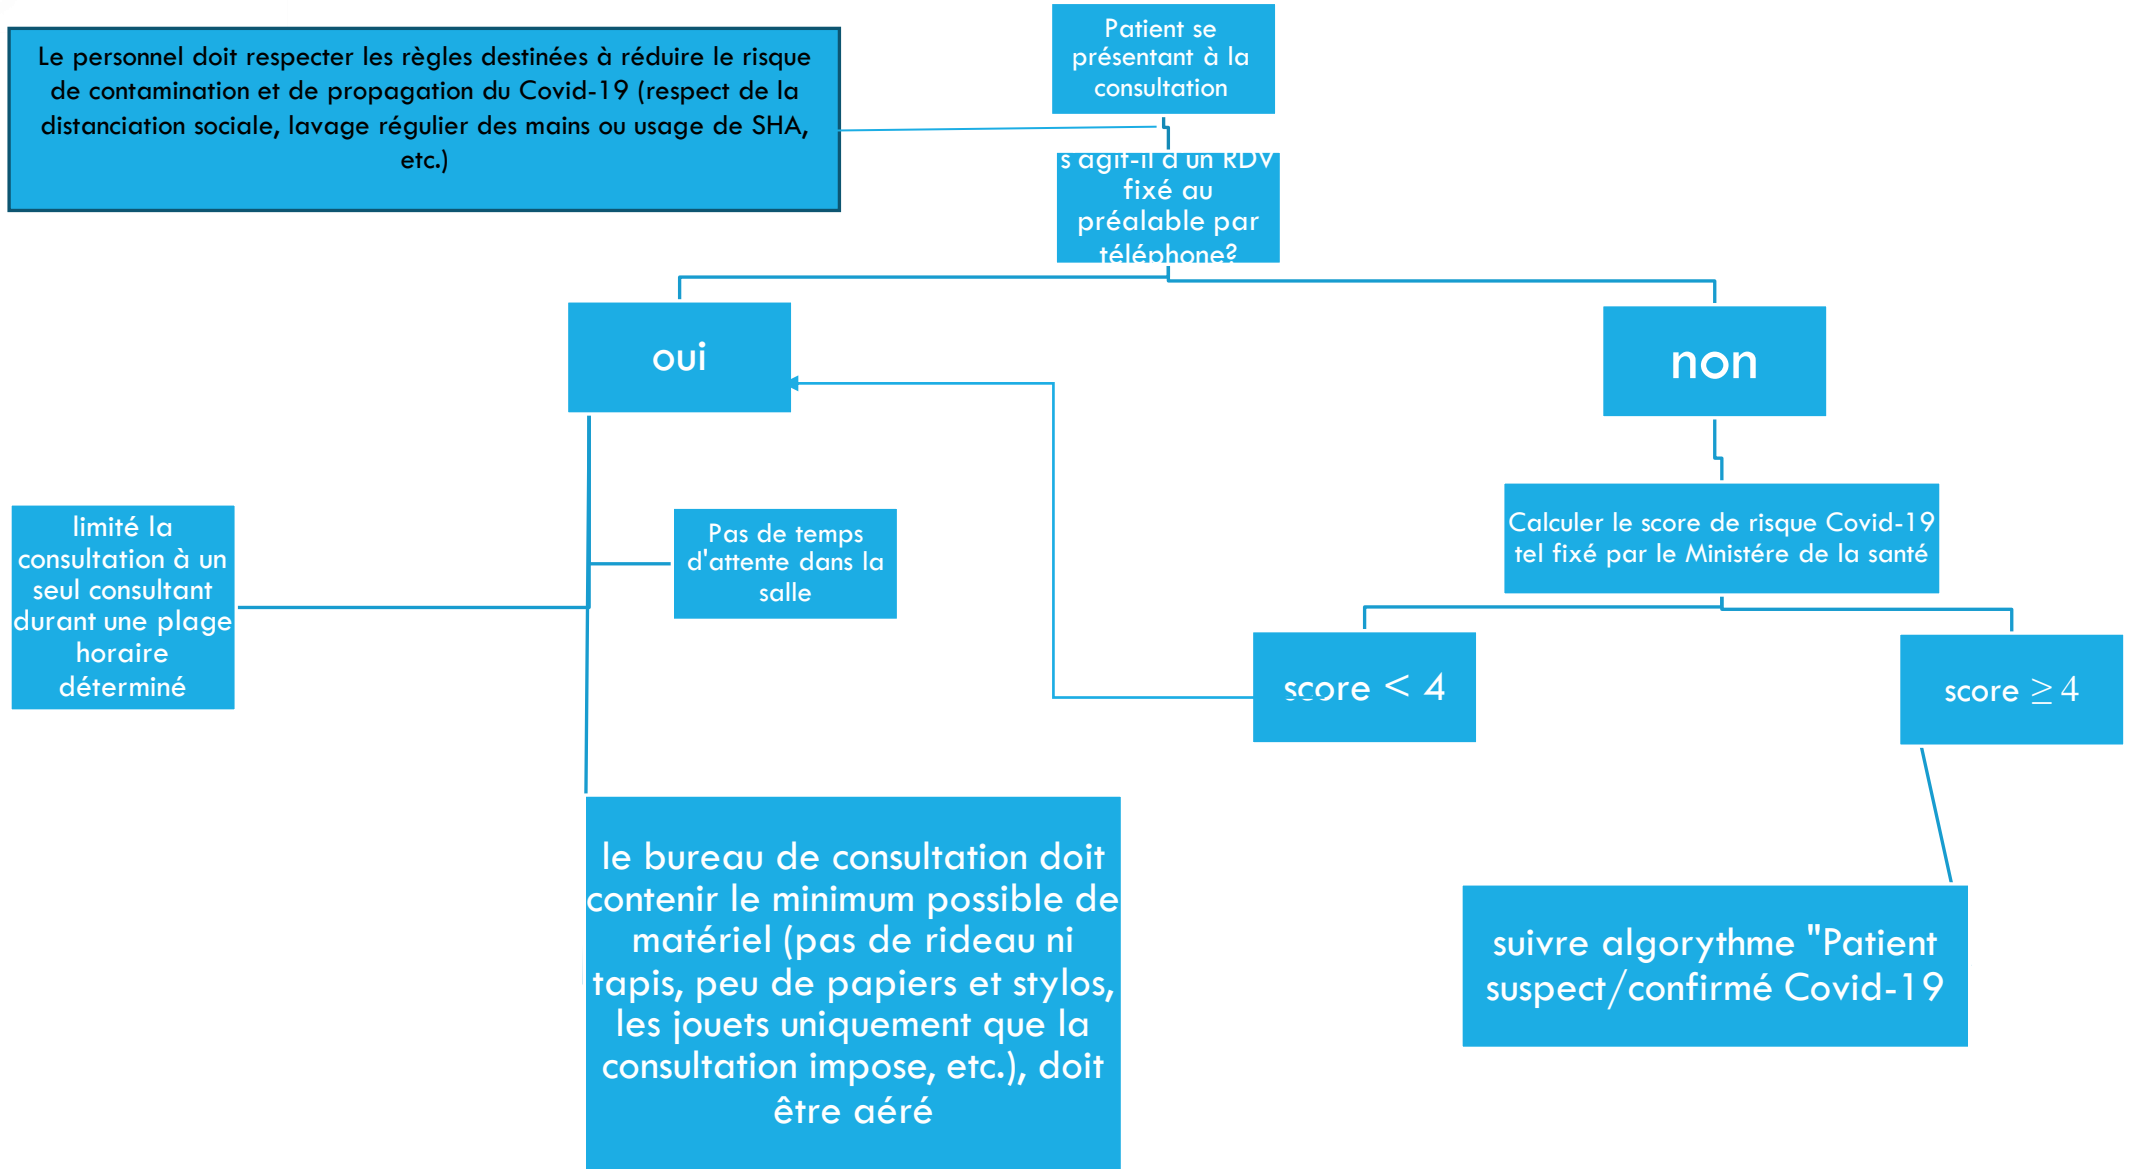 Le personnel doit respecter les règles destinées à réduire le risque
de contamination et de propagation du Covid-19 (respect de la
distanciation sociale, lavage régulier des mains ou usage de SHA,
etc.)
Patient se
présentant à la
consultation
s'agit-il d'un RDV
fixé au
préalable par
téléphone?
oui
non
limité la
consultation à un
seul consultant
durant une plage
horaire
déterminé
Pas de temps
d'attente dans la
salle
Calculer le score de risque Covid-19
tel fixé par le Ministére de la santé
score < 4
score ≥ 4
le bureau de consultation doit
contenir le minimum possible de
matériel (pas de rideau ni
tapis, peu de papiers et stylos,
les jouets uniquement que la
consultation impose, etc.), doit
être aéré
suivre algorythme "Patient
suspect/confirmé Covid-19